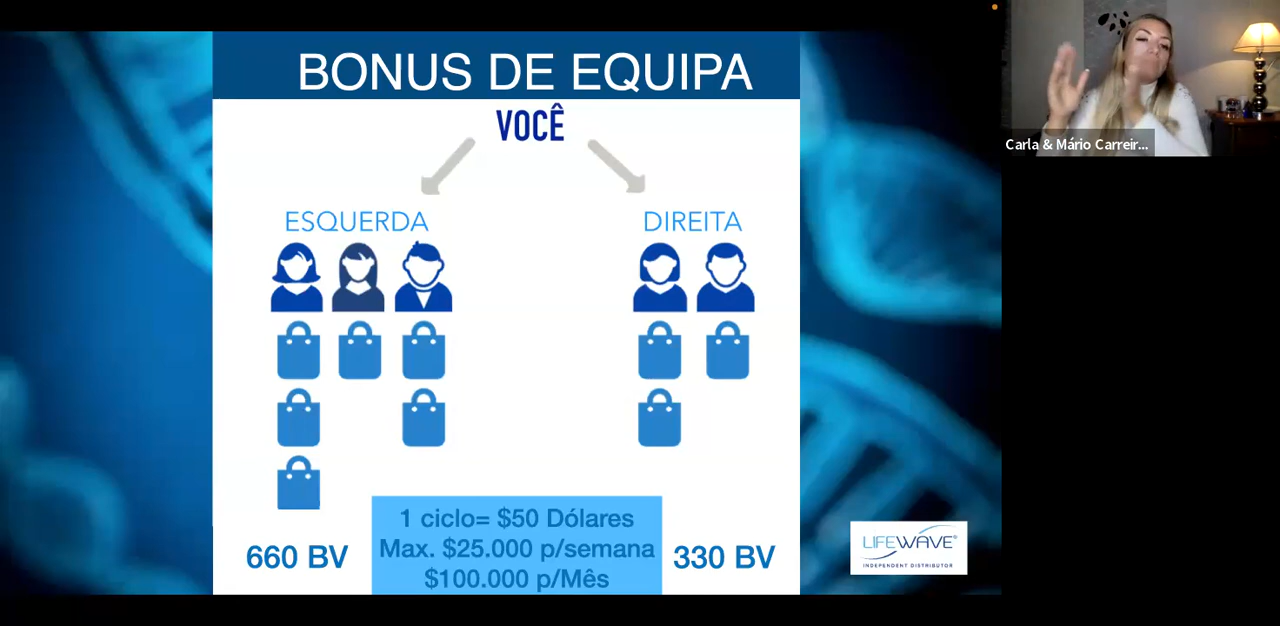 BONUS DE EQUIPA
VOCÊ
ESQUERDA
DIREITA
1 ciclo= $50 Dólares
Max. $25.000 p/semana
$100.000 p/Mês
660 BV
330 BV
LIFEWAVE®
INDEPENDENT DISTRIBUTOR
Carla & Mário Carreir...